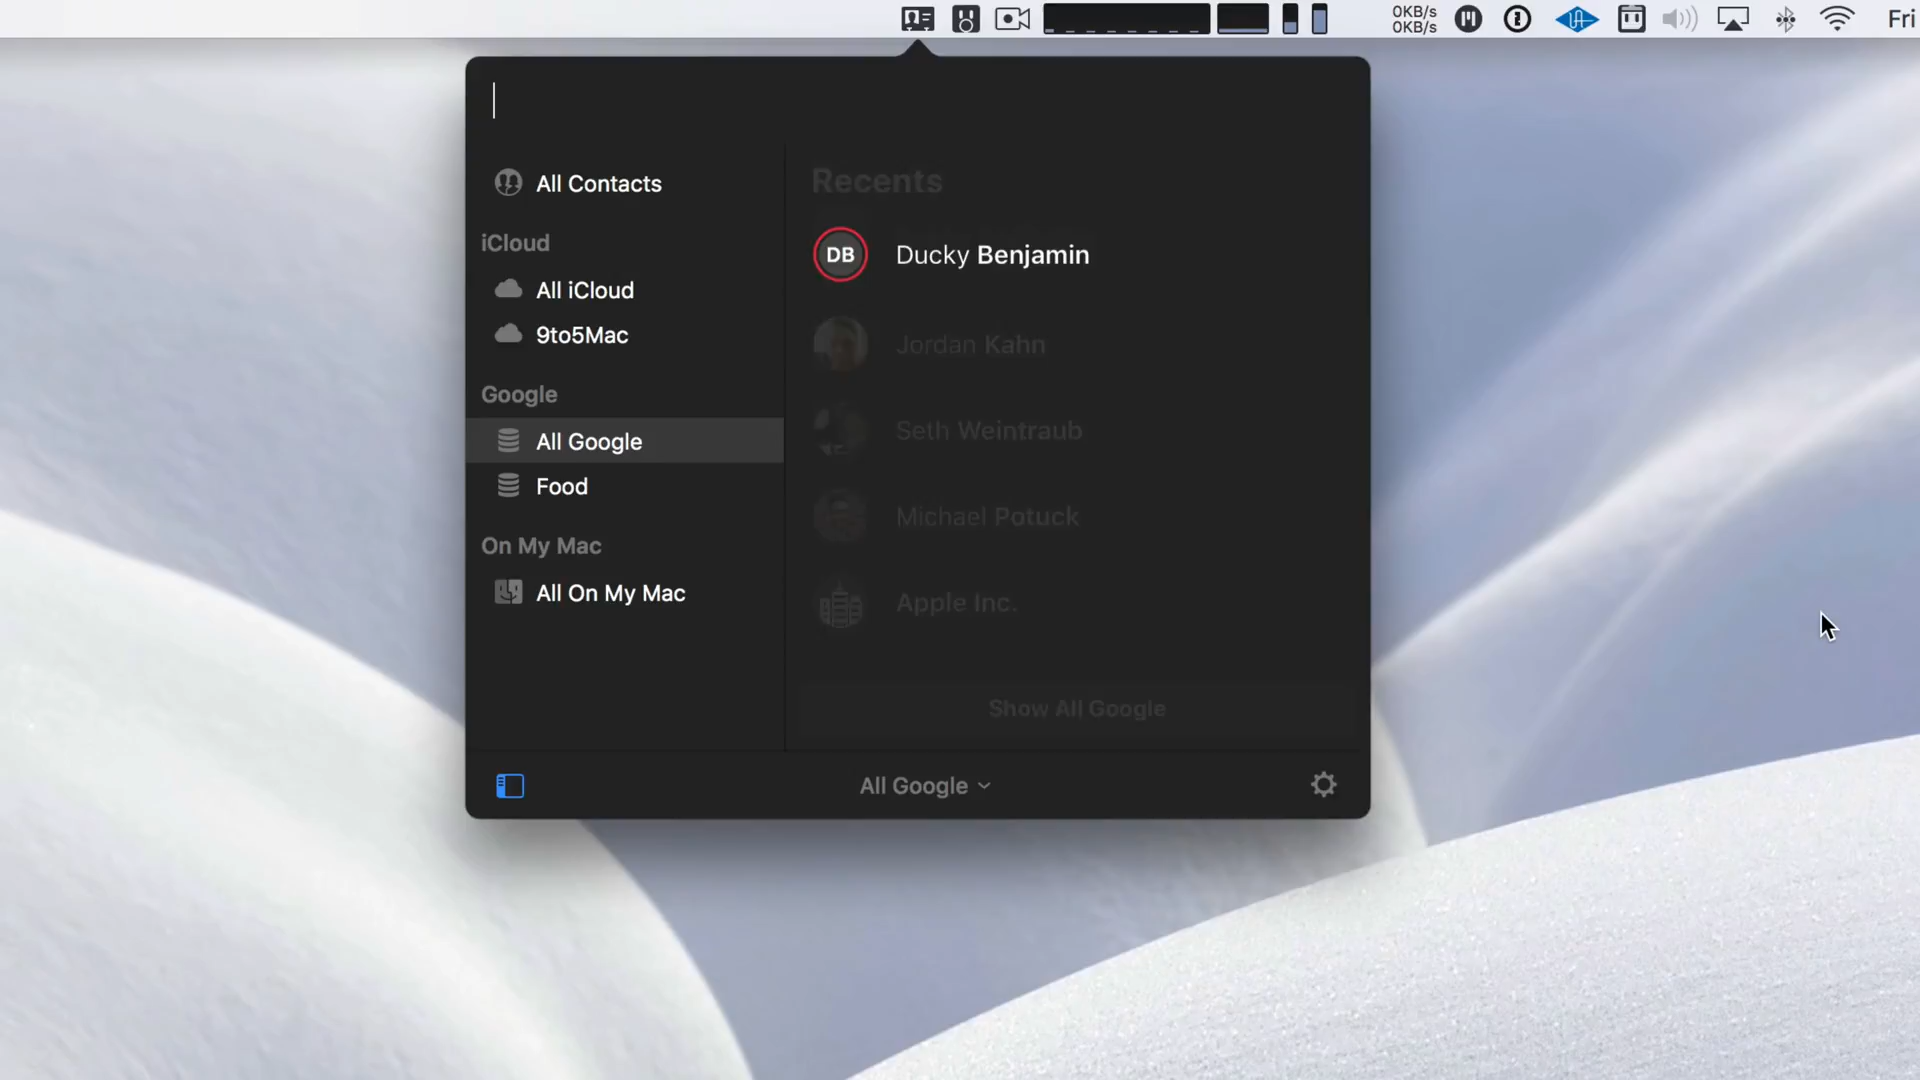 0KB/s
0KB/s
Fri
All Contacts
iCloud
All iCloud
9to5Mac
Google
All Google
Food
On My Mac
All On My Mac
Recents
DB Ducky Benjamin
Jordan Kahn
Seth Weintraub
Michael Potuck
Apple Inc.
Show All Google
All Google